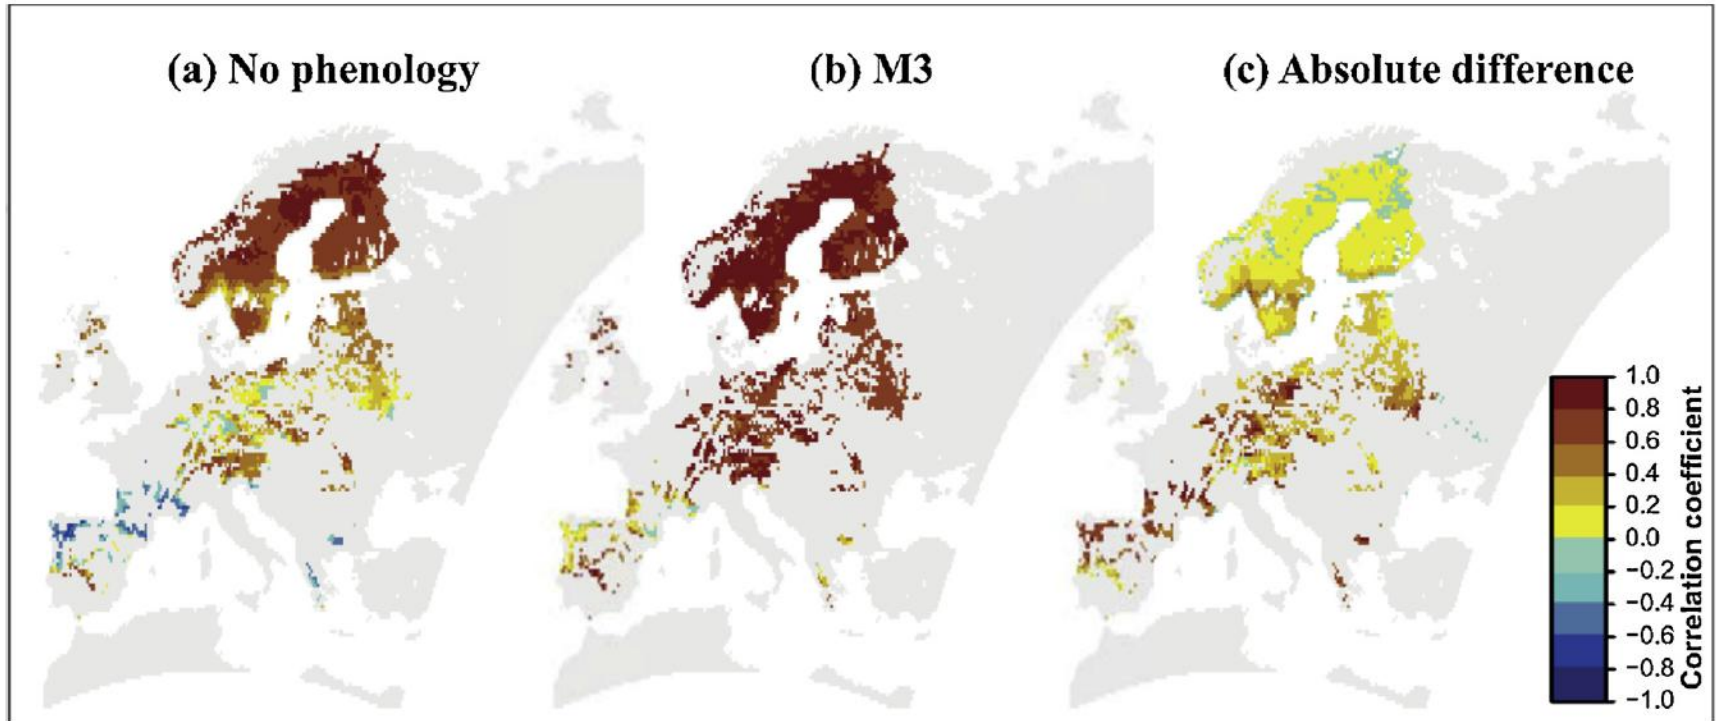 (a) No phenology
(b) M3
(c) Absolute difference
1.0
0.8
0.6
0.4
0.2
0.0
−0.2
−0.4
−0.6
−0.8
−1.0
Correlation coefficient